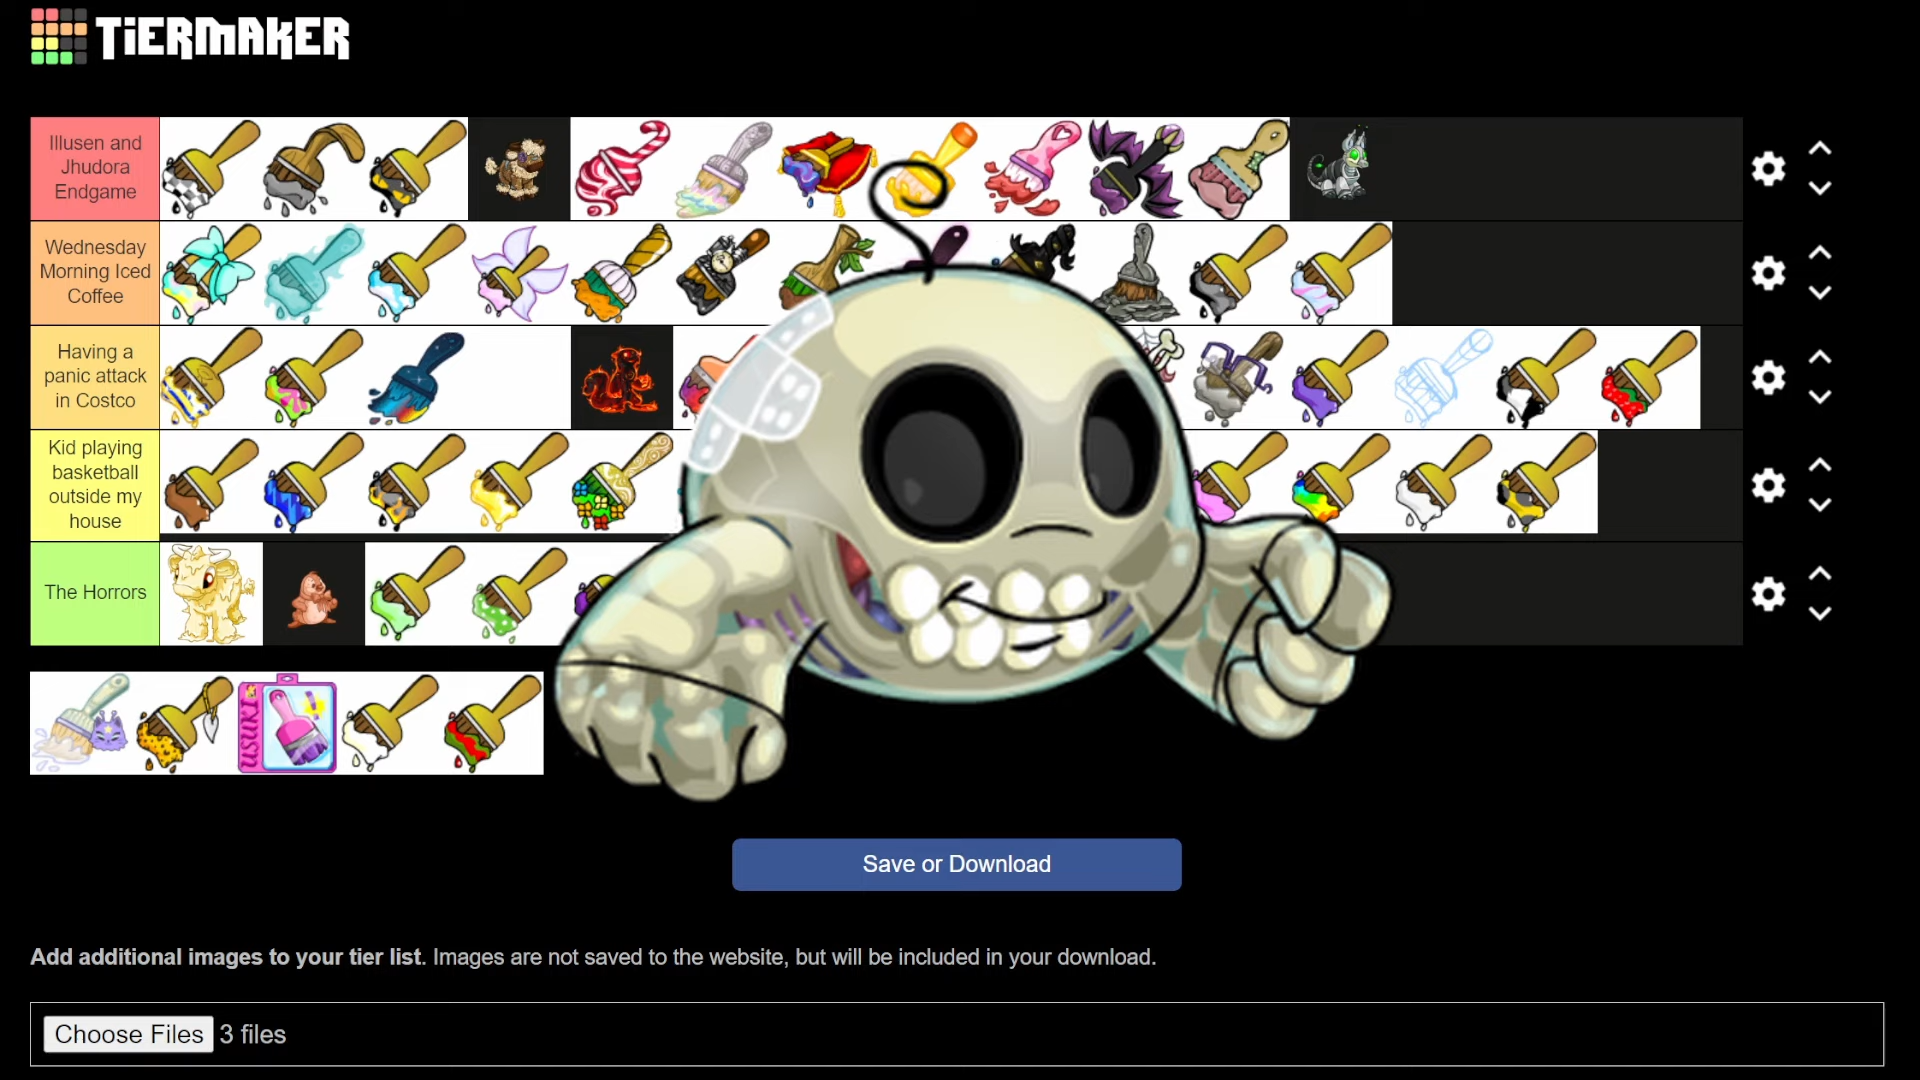 TiERMAKER
Illusen and
Jhudora
Endgame
Wednesday
Morning Iced
Coffee
Having a
panic attack
in Costco
Kid playing
basketball
outside my
house
The Horrors
USUKI
Save or Download
Add additional images to your tier list. Images are not saved to the website, but will be included in your download.
Choose Files 3 files